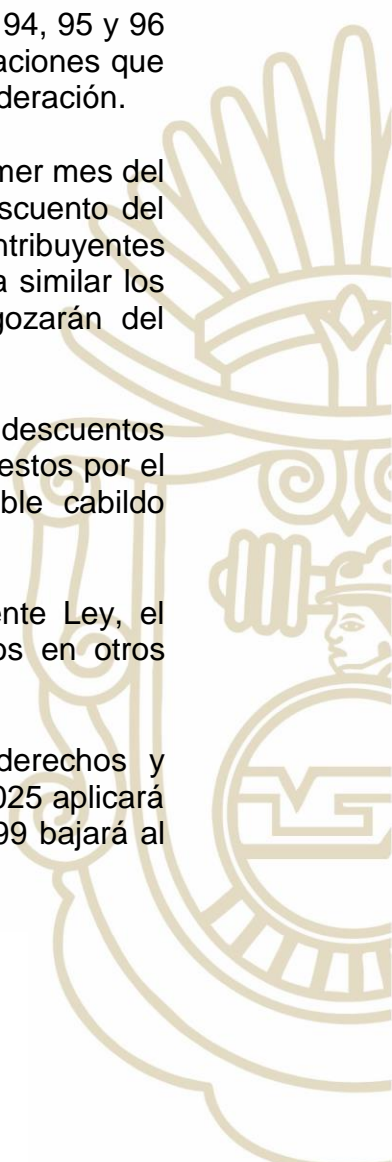 94, 95 y 96
aciones que
deración.
mer mes del
scuento del
ntribuyentes
a similar los
gozarán del
descuentos
estos por el
ble cabildo
ente Ley, el
os en otros
derechos y
025 aplicará
99 bajará al